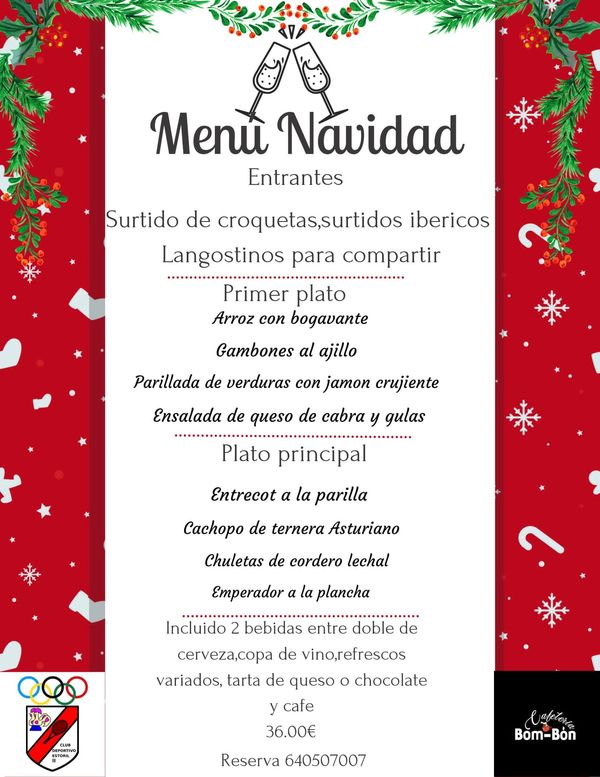 Menu Navidad
Entrantes
Surtido de croquetas,surtidos ibericos
Langostinos para compartir
Primer plato
Arroz con bogavante
Gambones al ajillo
Parillada de verduras con jamon crujiente
Ensalada de queso de cabra y gulas
Plato principal
Entrecot a la parilla
Cachopo de ternera Asturiano
Chuletas de cordero lechal
Emperador a la plancha
Incluido 2 bebidas entre doble de
cerveza,copa de vino,refrescos
variados, tarta de queso o chocolate
y cafe
36.00€
Reserva 640507007
CLUB
DEPORTIVO
ESTORIL
II
Cafeteria
Bom-Bon